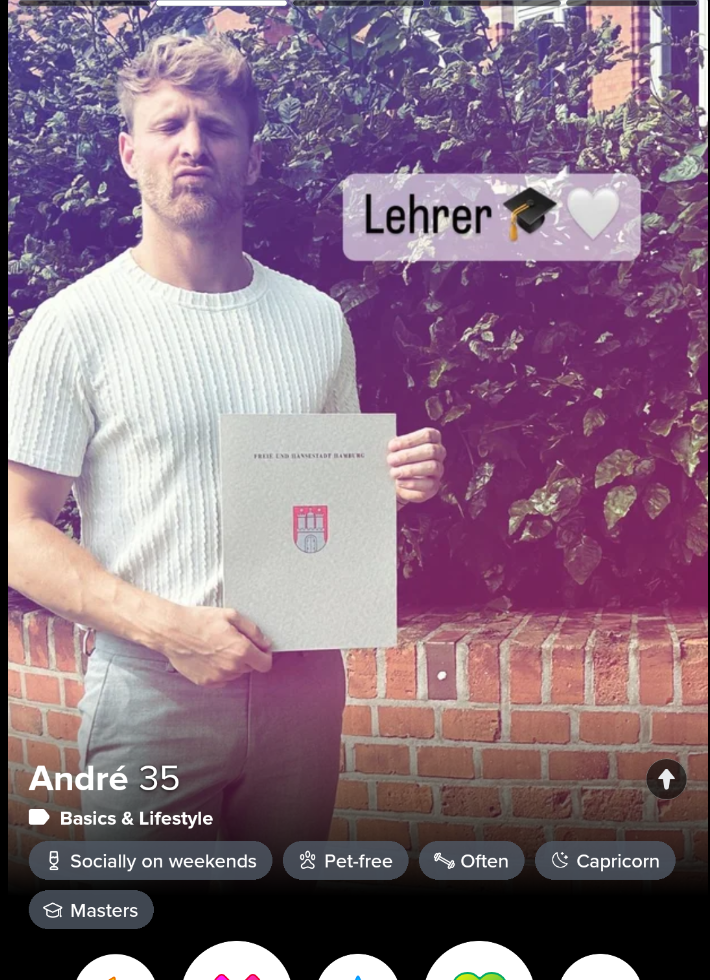 Lehrer 🎓🤍
FREIE UND HANSESTADT HAMBURG
André 35
Basics & Lifestyle
Socially on weekends
Pet-free
Often
Capricorn
Masters